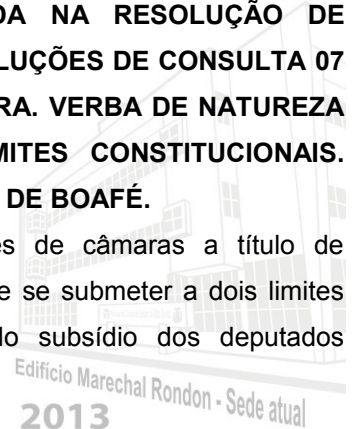 DA NA RESOLUÇÃO DE
LUÇÕES DE CONSULTA 07
RA. VERBA DE NATUREZA
MITES CONSTITUCIONAIS.
DE BOAFÉ.
es de câmaras a título de
e se submeter a dois limites
do subsídio dos deputados
Edifício Marechal Rondon - Sede atual
2013